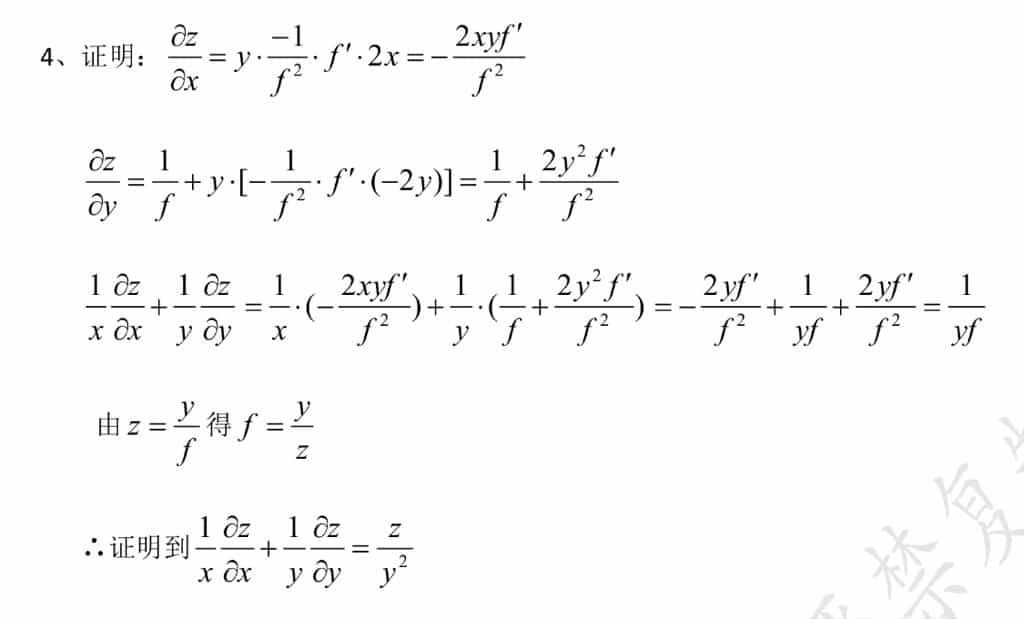 4、证明：∂z/∂x = y · −1/f² · f′ · 2x = − 2xyf′/f²
∂z/∂y = 1/f + y · [− 1/f² · f′ · (−2y)] = 1/f + 2y²f′/f²
1/x ∂z/∂x + 1/y ∂z/∂y = 1/x · (− 2xyf′/f²) + 1/y · (1/f + 2y²f′/f²) = − 2yf′/f² + 1/yf + 2yf′/f² = 1/yf
由 z = y/f 得 f = y/z
∴证明到 1/x ∂z/∂x + 1/y ∂z/∂y = z/y²
禁复